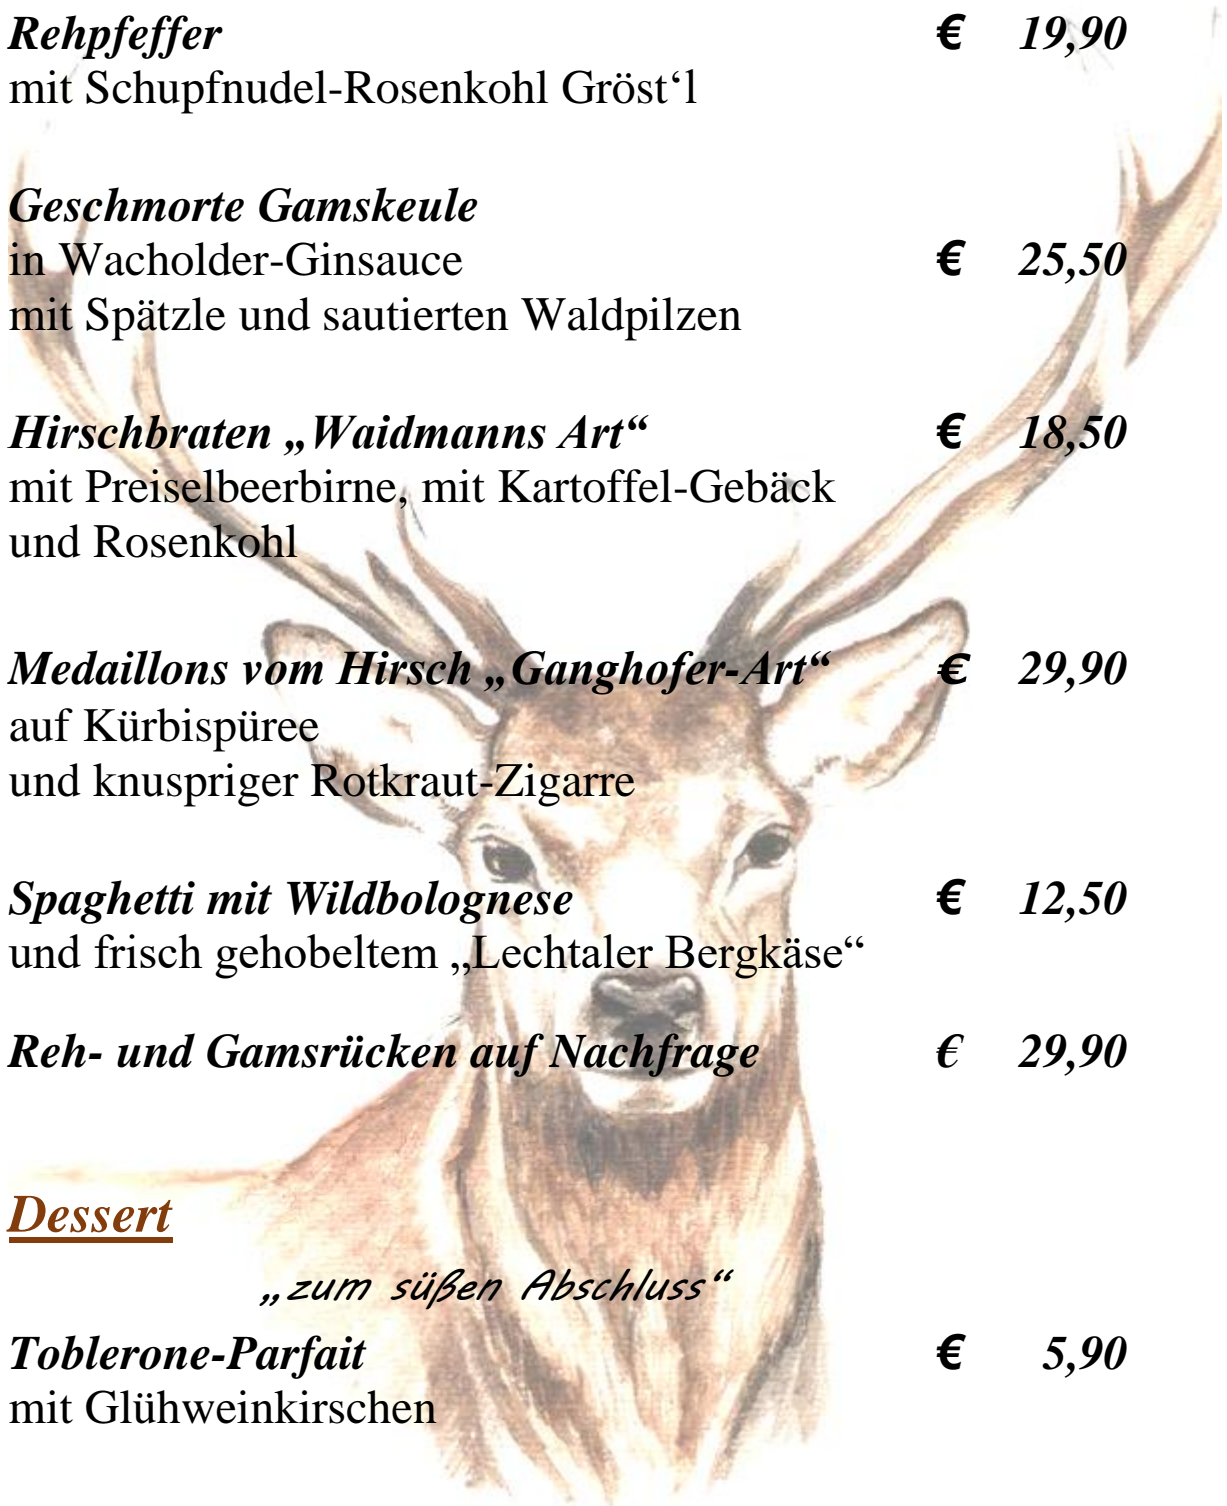 Rehpfeffer € 19,90
mit Schupfnudel-Rosenkohl Gröst‘l
Geschmorte Gamskeule
in Wacholder-Ginsauce € 25,50
mit Spätzle und sautierten Waldpilzen
Hirschbraten „Waidmanns Art“ € 18,50
mit Preiselbeerbirne, mit Kartoffel-Gebäck
und Rosenkohl
Medaillons vom Hirsch „Ganghofer-Art“ € 29,90
auf Kürbispüree
und knuspriger Rotkraut-Zigarre
Spaghetti mit Wildbolognese € 12,50
und frisch gehobeltem „Lechtaler Bergkäse“
Reh- und Gamsrücken auf Nachfrage € 29,90
Dessert
„zum süßen Abschluss“
Toblerone-Parfait € 5,90
mit Glühweinkirschen